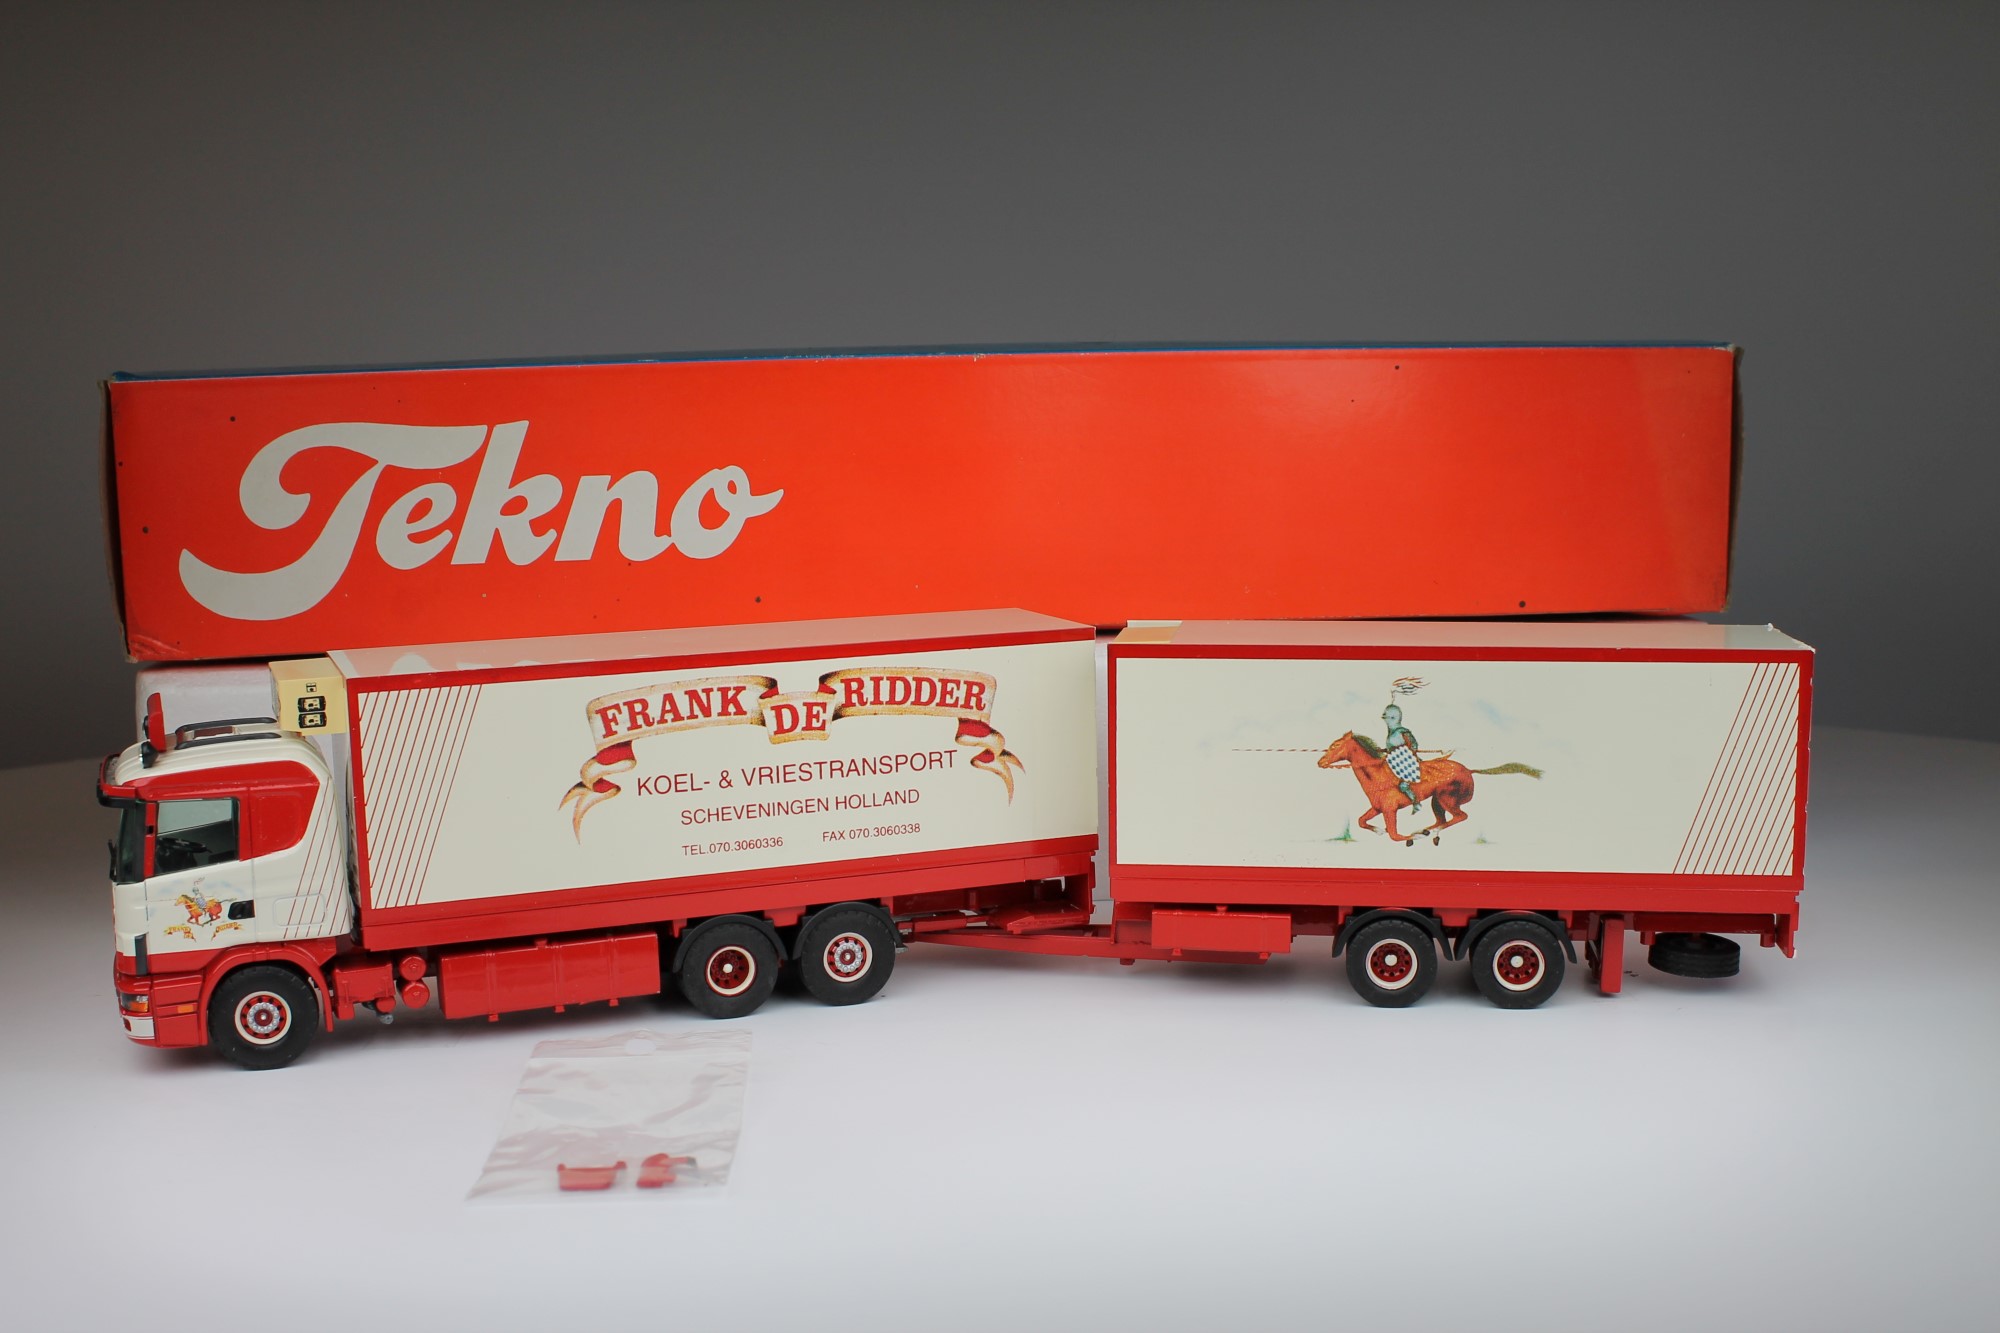 Tekno
FRANK DE RIDDER
KOEL- & VRIESTRANSPORT
SCHEVENINGEN HOLLAND
TEL.070.3060336 FAX 070.3060338